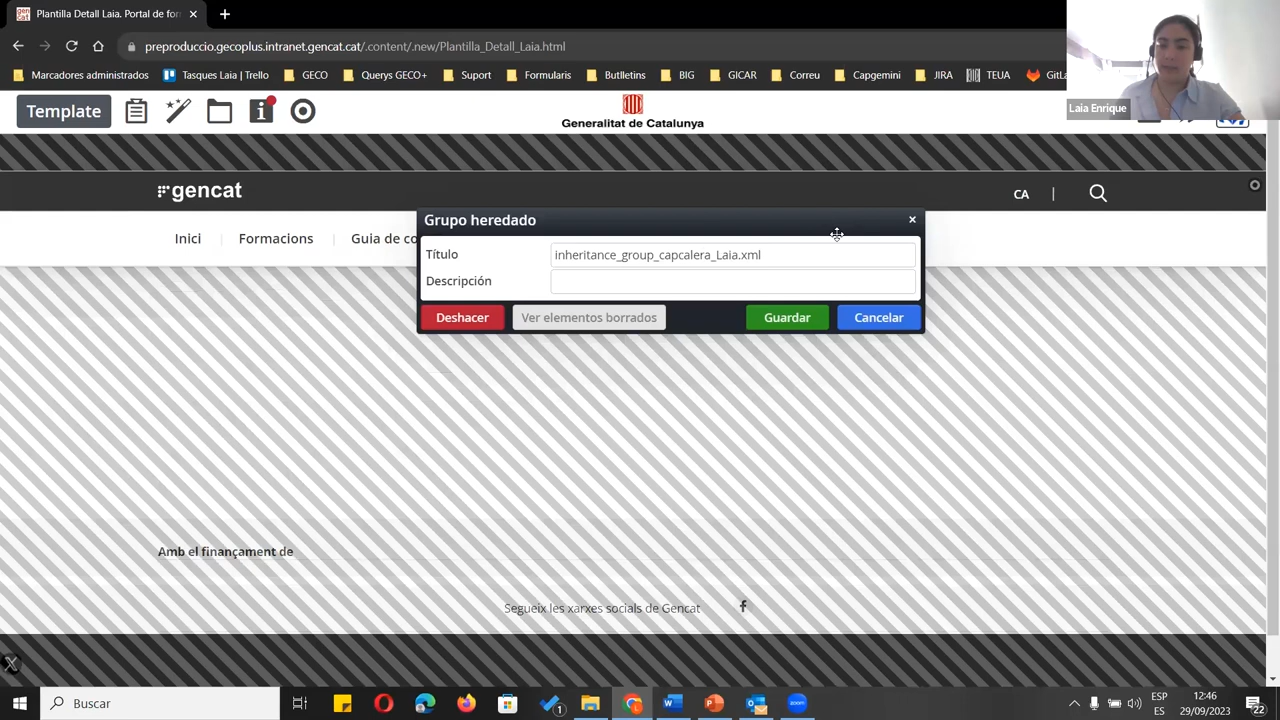 Plantilla Detall Laia. Portal de for
preproduccio.gecoplus.intranet.gencat.cat/.content/.new/Plantilla_Detall_Laia.html
Marcadores administrados
Tasques Laia | Trello
GECO
Querys GECO+
Suport
Formularis
Butlletins
BIG
GICAR
Correu
Capgemini
JIRA
TEUA
GitLa
Laia Enrique
Template
Generalitat de Catalunya
gencat
CA
Inici
Formacions
Guia de co
Grupo heredado
Título
inheritance_group_capcalera_Laia.xml
Descripción
Deshacer
Ver elementos borrados
Guardar
Cancelar
Amb el finançament de
Segueix les xarxes socials de Gencat
Buscar
zoom
ESP
ES
12:46
29/09/2023
22